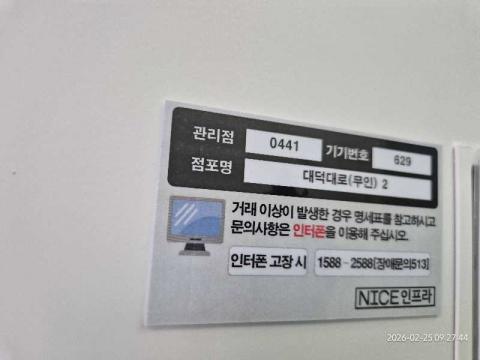 관리점 0441 기기번호 629
점포명 대덕대로(무인) 2
거래 이상이 발생한 경우 명세표를 참고하시고
문의사항은 인터폰을 이용해 주십시오.
인터폰 고장 시 1588-2588[장애문의513]
NICE인프라
2026-02-25 09:27:44